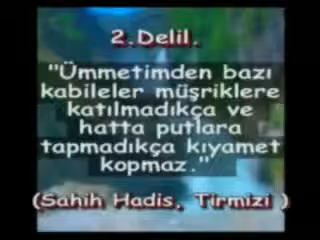 2.Delil.
"Ümmetimden bazı
kabileler müşriklere
katılmadıkça ve
hatta putlara
tapmadıkça kıyamet
kopmaz."
(Sahih Hadis, Tirmizi )